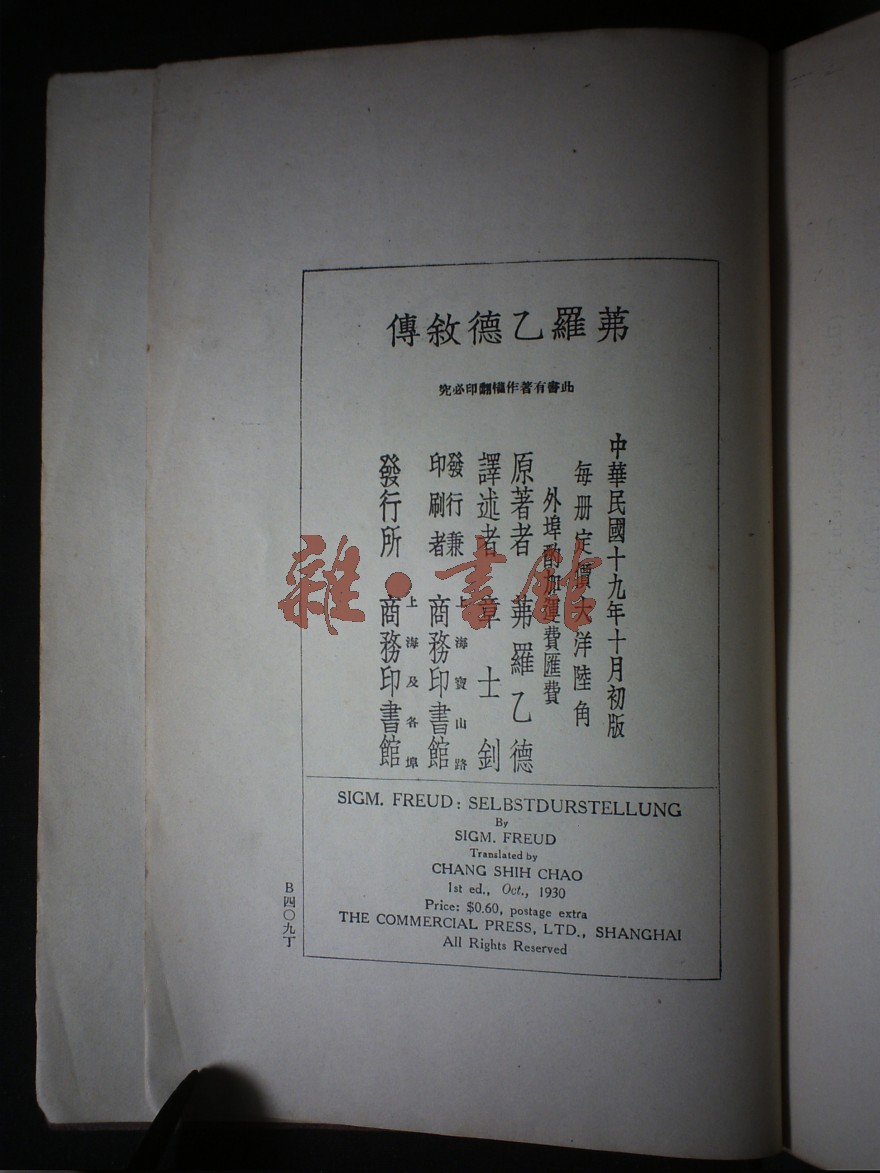 茀羅乙德敘傳
此書有著作權翻印必究
中華民國十九年十月初版
每册定價大洋陸角
外埠酌加運費匯費
原著者 茀羅乙德
譯述者 章士釗
發行兼
印刷者
上海寶山路
商務印書館
發行所
上海及各埠
商務印書館
SIGM. FREUD: SELBSTDURSTELLUNG
By
SIGM. FREUD
Translated by
CHANG SHIH CHAO
1st ed., Oct., 1930
Price: $0.60, postage extra
THE COMMERCIAL PRESS, LTD., SHANGHAI
All Rights Reserved
B四〇九丁
雜·書館